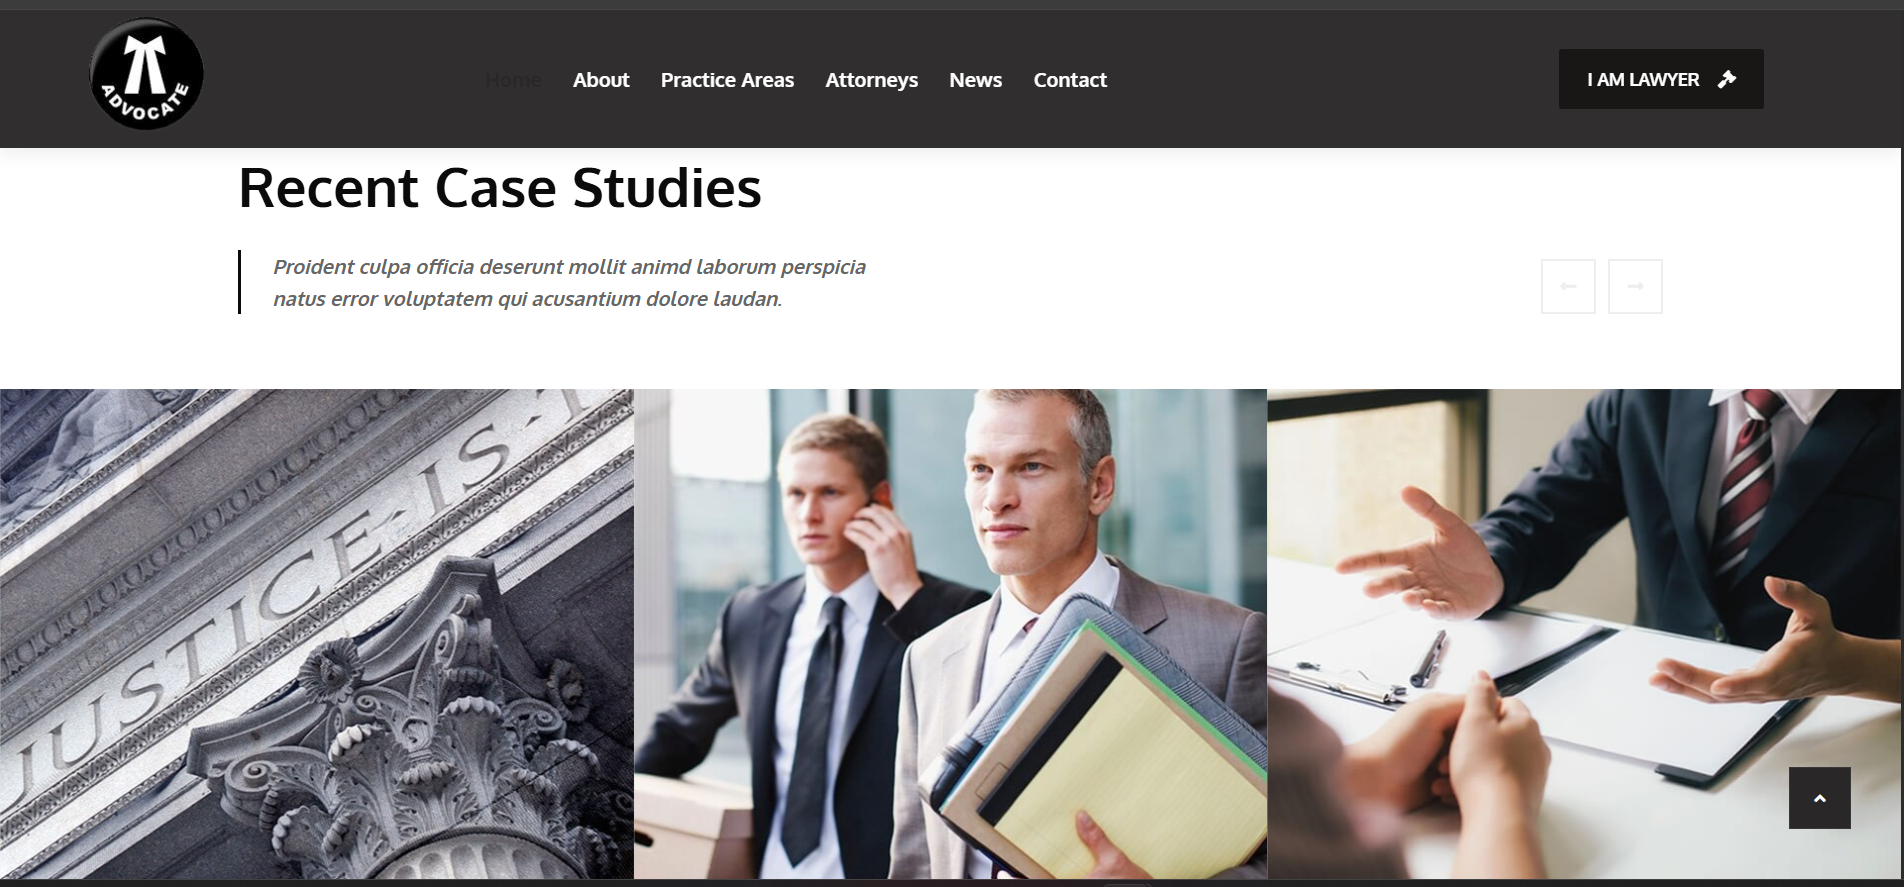 ADVOCATE
Home
About
Practice Areas
Attorneys
News
Contact
I AM LAWYER
Recent Case Studies
Proident culpa officia deserunt mollit animd laborum perspicia
natus error voluptatem qui acusantium dolore laudan.
JUSTICE·IS·T